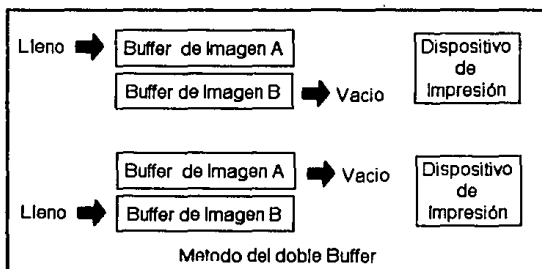 Lleno Buffer de Imagen A
Buffer de Imagen B Vacio
Dispositivo
de
Impresión
Buffer de Imagen A Vacio
Lleno Buffer de Imagen B
Dispositivo
de
Impresión
Metodo del doble Buffer